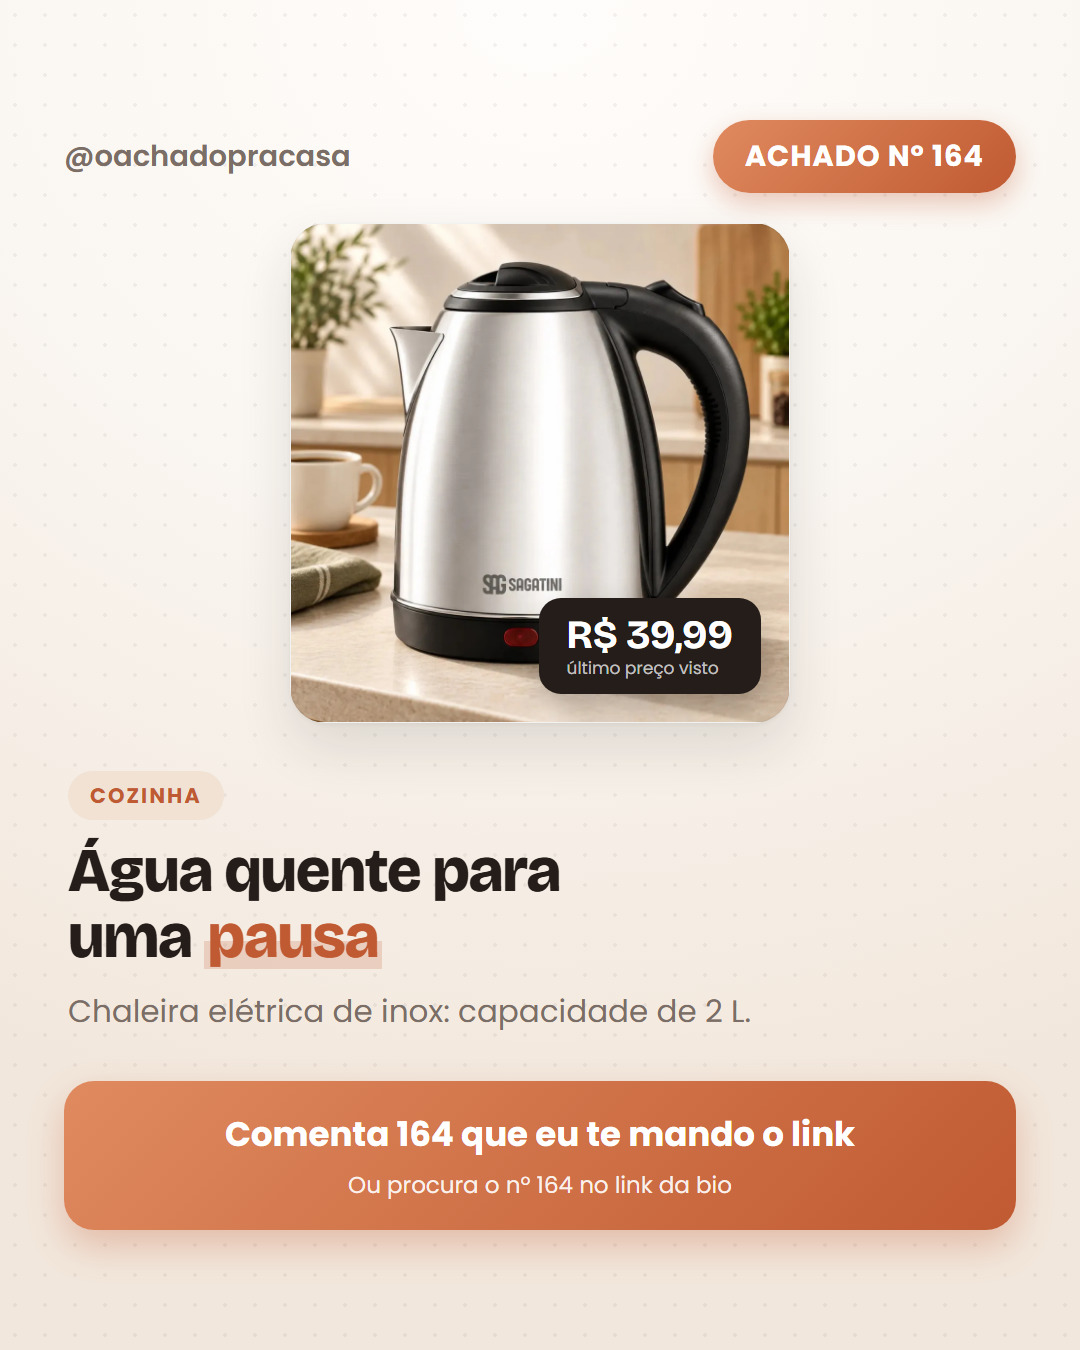 @oachadopracasa
ACHADO Nº 164
SAG SAGATINI
R$ 39,99
último preço visto
COZINHA
Água quente para
uma pausa
Chaleira elétrica de inox: capacidade de 2 L.
Comenta 164 que eu te mando o link
Ou procura o nº 164 no link da bio